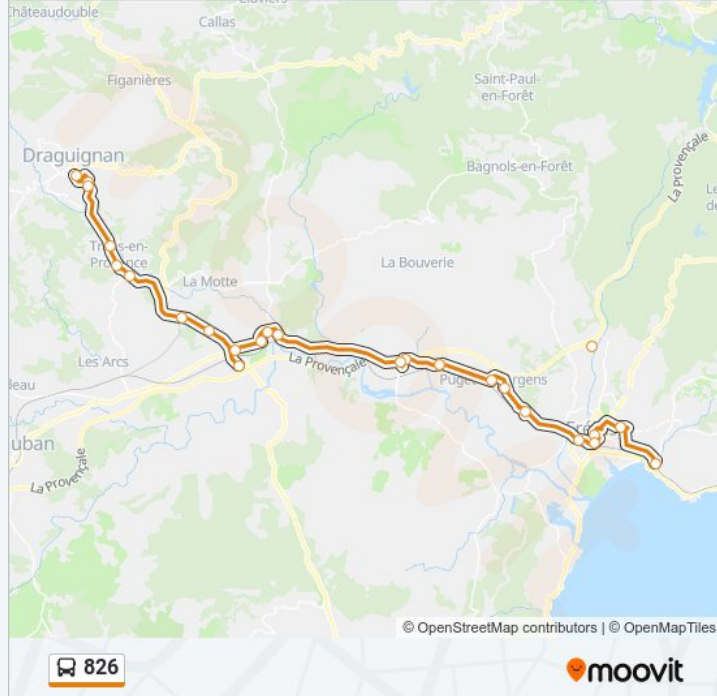 Châteaudouble
Callas
Figanières
Saint-Paul-
en-Forêt
La Provençale
Draguignan
Bagnols-en-Forêt
Trans-en-
Provence
La Bouverie
La Motte
Les Arcs
La Provençale
La Provençale
© OpenStreetMap contributors | © OpenMapTiles
826
moovit